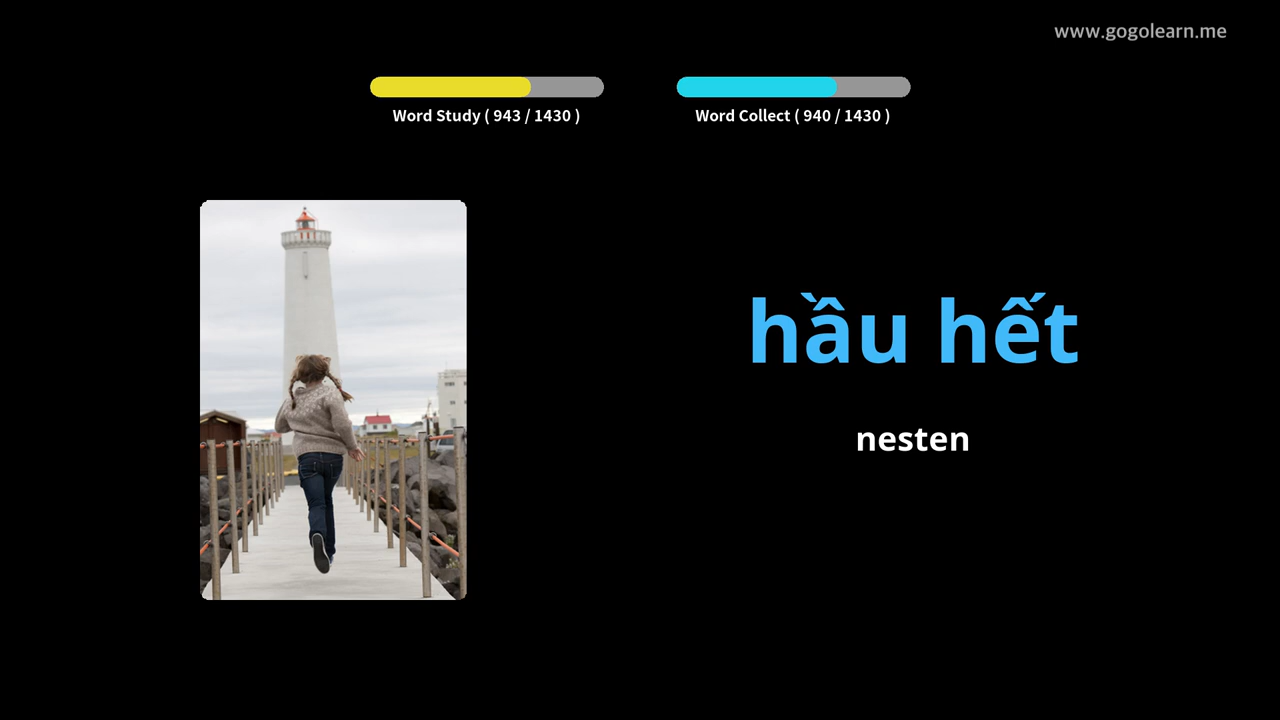 www.gogolearn.me
Word Study ( 943 / 1430 )
Word Collect ( 940 / 1430 )
hầu hết
nesten